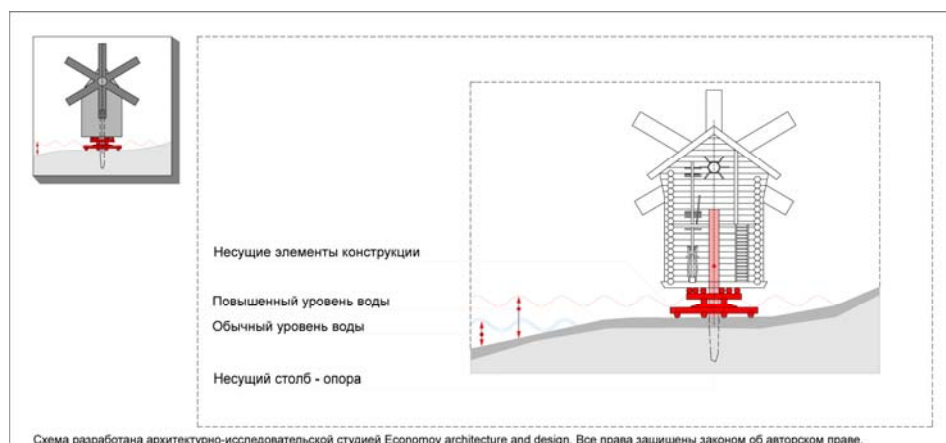 Несущие элементы конструкции
Повышенный уровень воды
Обычный уровень воды
Несущий столб - опора
Схема разработана архитектурно-исследовательской студией Economov architecture and design. Все права защищены законом об авторском праве.